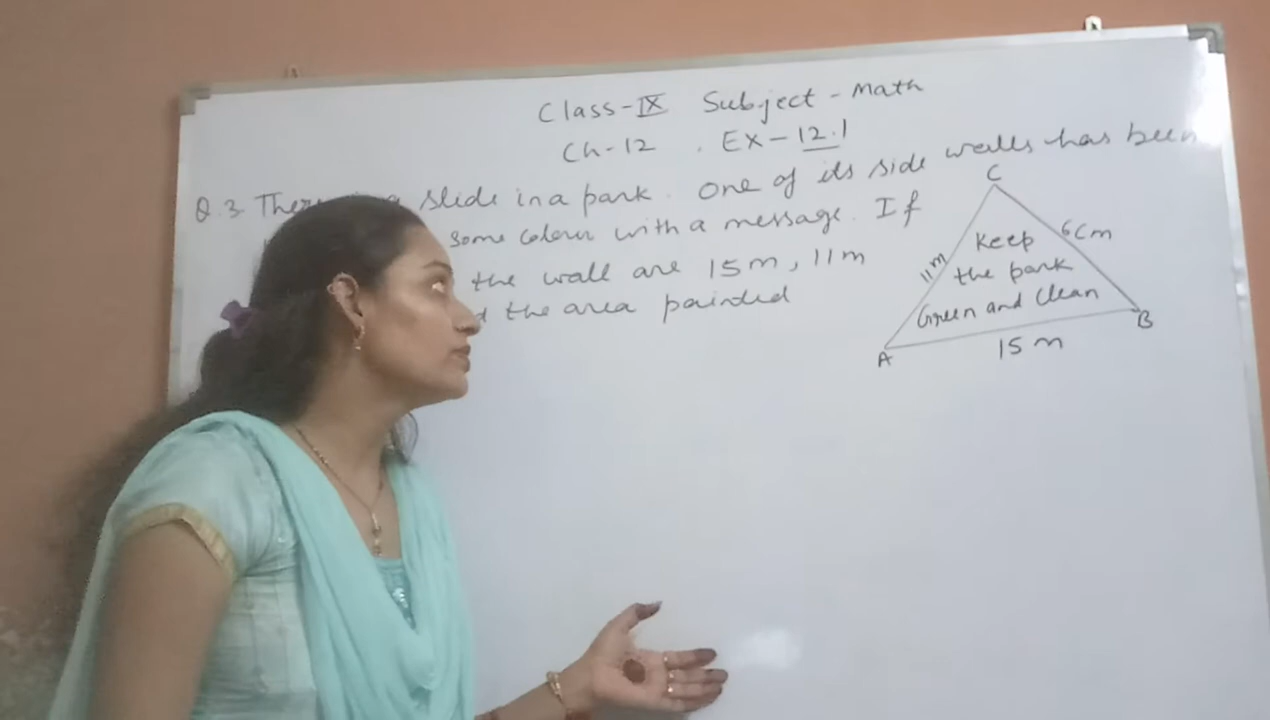 Class-IX Subject - Math
Ch-12 . Ex-12.1
Q.3. There a slide in a park. One of its side walls has been
some colour with a message. If
the wall are 15m, 11m
the area painted
C
11m
6cm
Keep
the park
Green and Clean
A
B
15 m